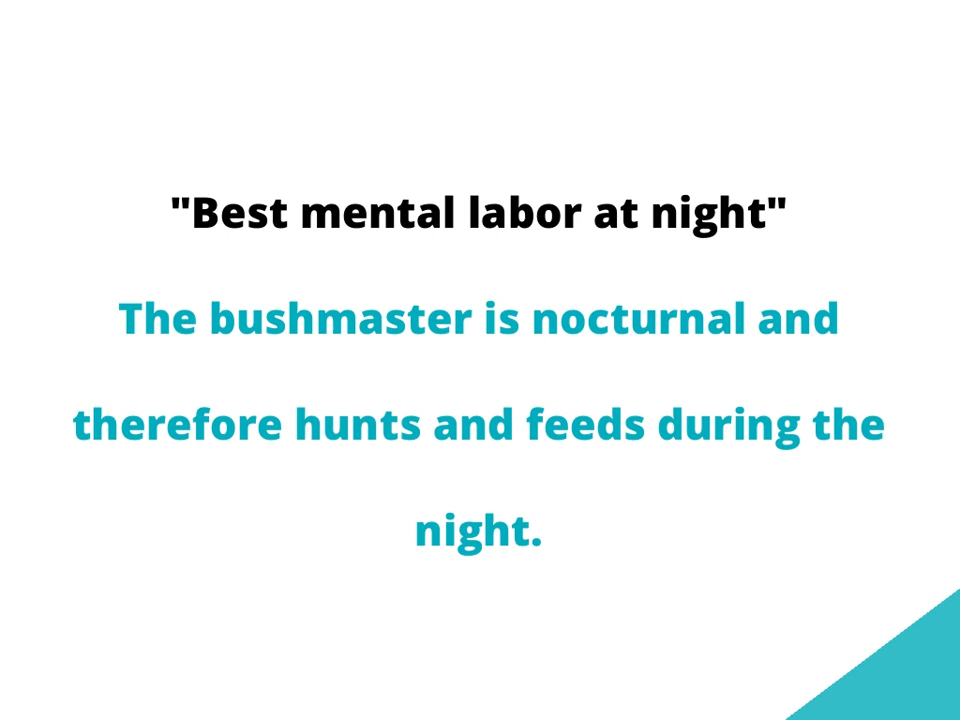 "Best mental labor at night"
The bushmaster is nocturnal and
therefore hunts and feeds during the
night.